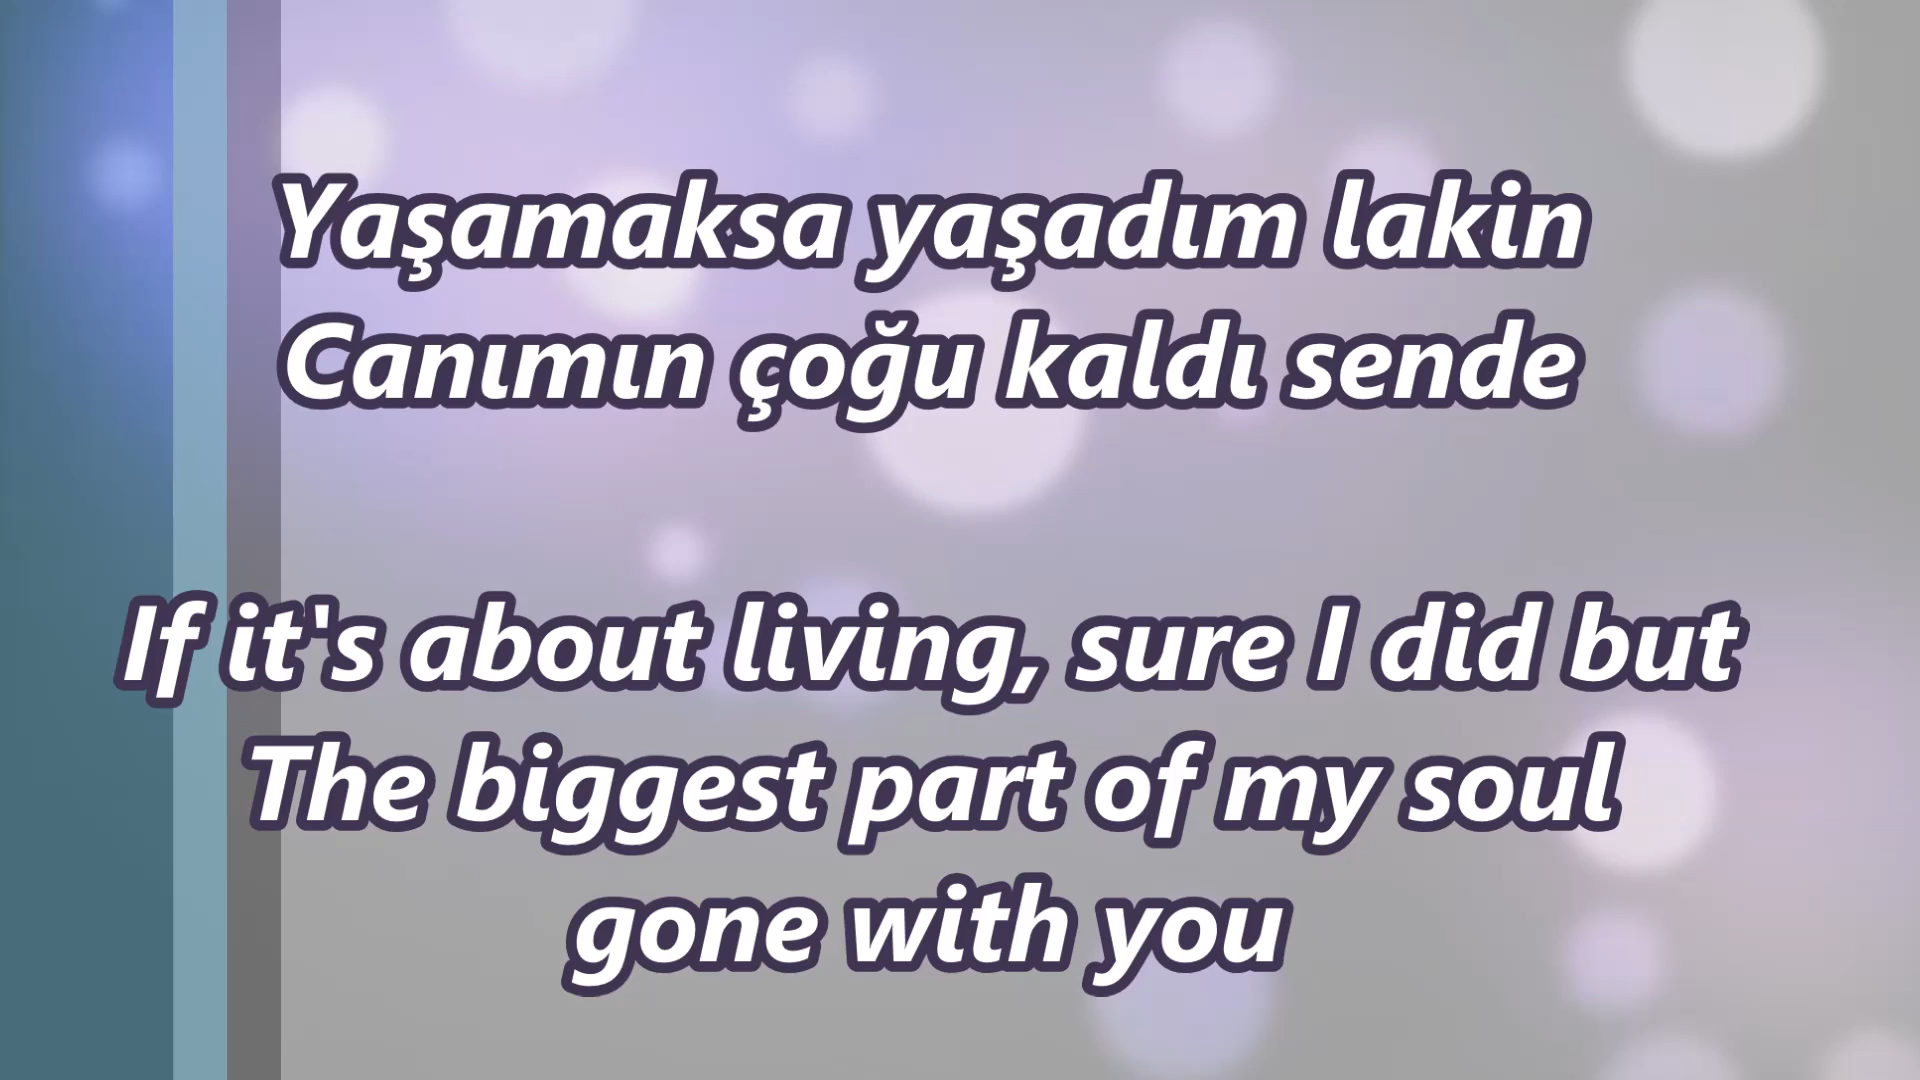 Yaşamaksa yaşadım lakin
Canımın çoğu kaldı sende
If it's about living, sure I did but
The biggest part of my soul
gone with you